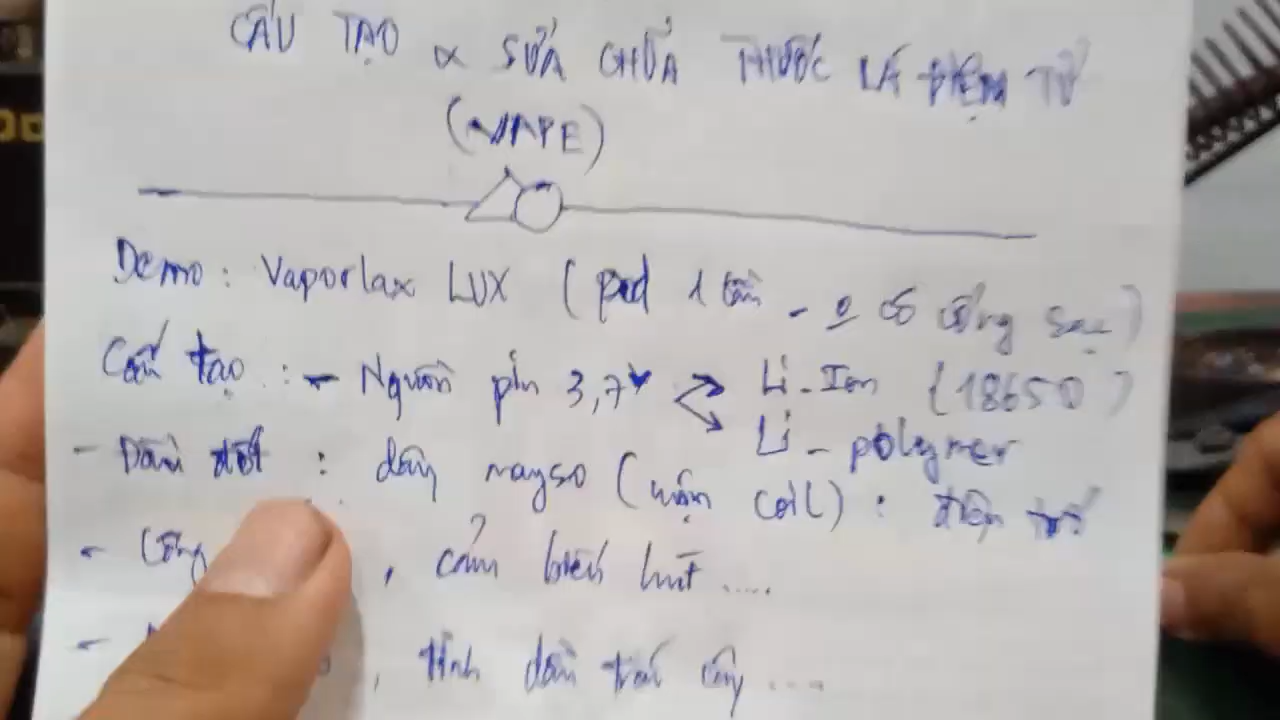 CẤU TẠO & SỬA CHỮA THUỐC LÁ ĐIỆN TỬ
(VAPE)
Demo: Vaporlax LUX (pod 1 lần - o có cổng sạc)
Cấu tạo: - Nguồn pin 3,7V Li-Ion (18650)
Li-polymer
- Đầu đốt: dây mayso (cuộn coil): điện trở
- Công , cảm biến hút....
- , tinh dầu trái cây....